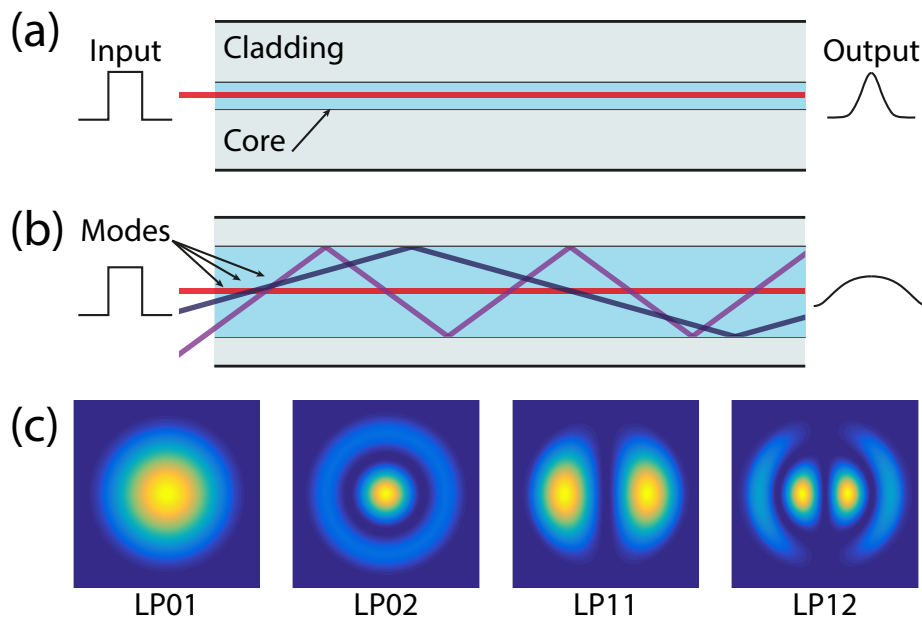 (a)
Input
Cladding
Output
Core
(b)
Modes
(c)
LP01
LP02
LP11
LP12